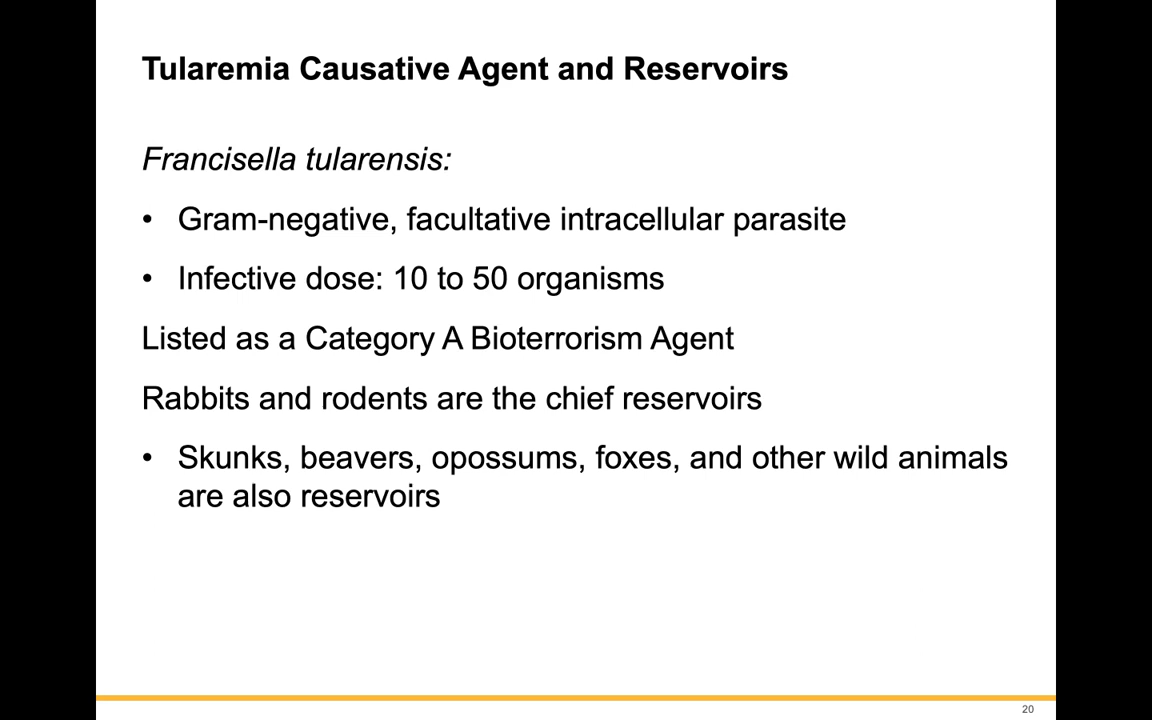 Tularemia Causative Agent and Reservoirs
Francisella tularensis:
• Gram-negative, facultative intracellular parasite
• Infective dose: 10 to 50 organisms
Listed as a Category A Bioterrorism Agent
Rabbits and rodents are the chief reservoirs
• Skunks, beavers, opossums, foxes, and other wild animals
are also reservoirs
20